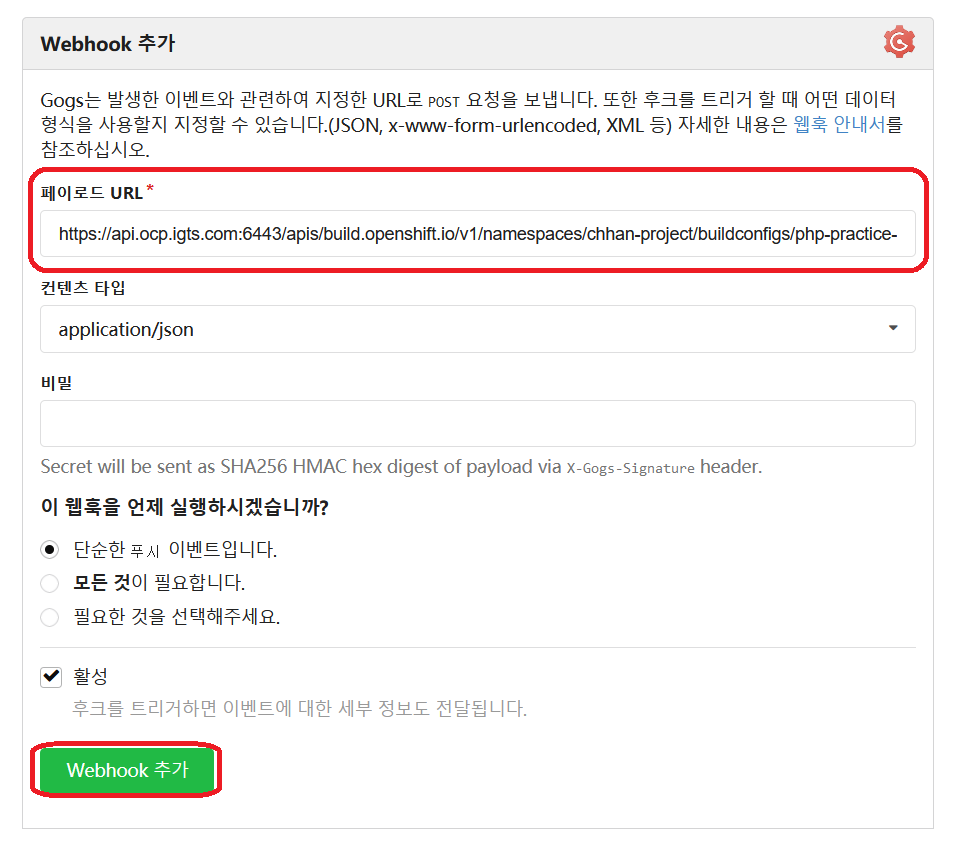 Webhook 추가
Gogs는 발생한 이벤트와 관련하여 지정한 URL로 POST 요청을 보냅니다. 또한 후크를 트리거 할 때 어떤 데이터
형식을 사용할지 지정할 수 있습니다.(JSON, x-www-form-urlencoded, XML 등) 자세한 내용은 웹훅 안내서를
참조하십시오.
페이로드 URL*
https://api.ocp.igts.com:6443/apis/build.openshift.io/v1/namespaces/chhan-project/buildconfigs/php-practice-
컨텐츠 타입
application/json
비밀
Secret will be sent as SHA256 HMAC hex digest of payload via X-Gogs-Signature header.
이 웹훅을 언제 실행하시겠습니까?
단순한 푸시 이벤트입니다.
모든 것이 필요합니다.
필요한 것을 선택해주세요.
활성
후크를 트리거하면 이벤트에 대한 세부 정보도 전달됩니다.
Webhook 추가